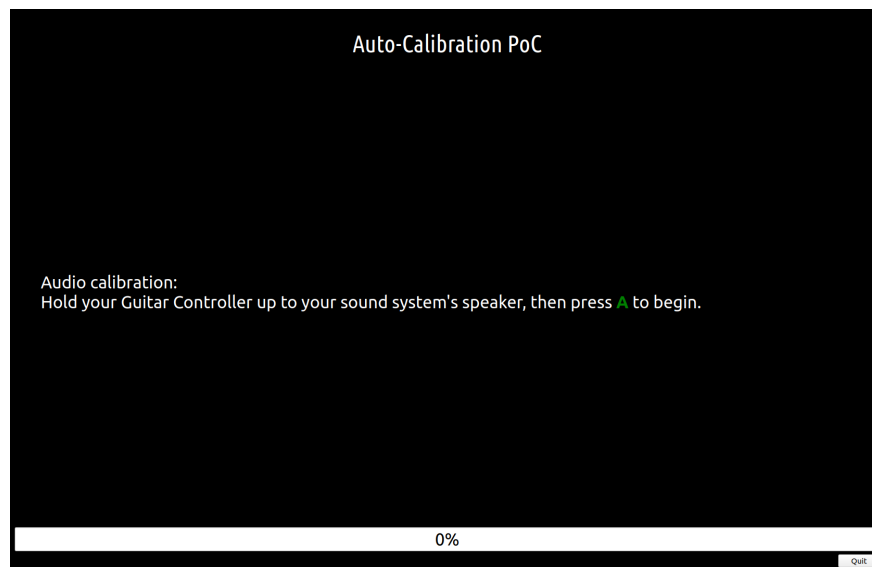 Auto-Calibration PoC
Audio calibration:
Hold your Guitar Controller up to your sound system's speaker, then press A to begin.
0%
Quit